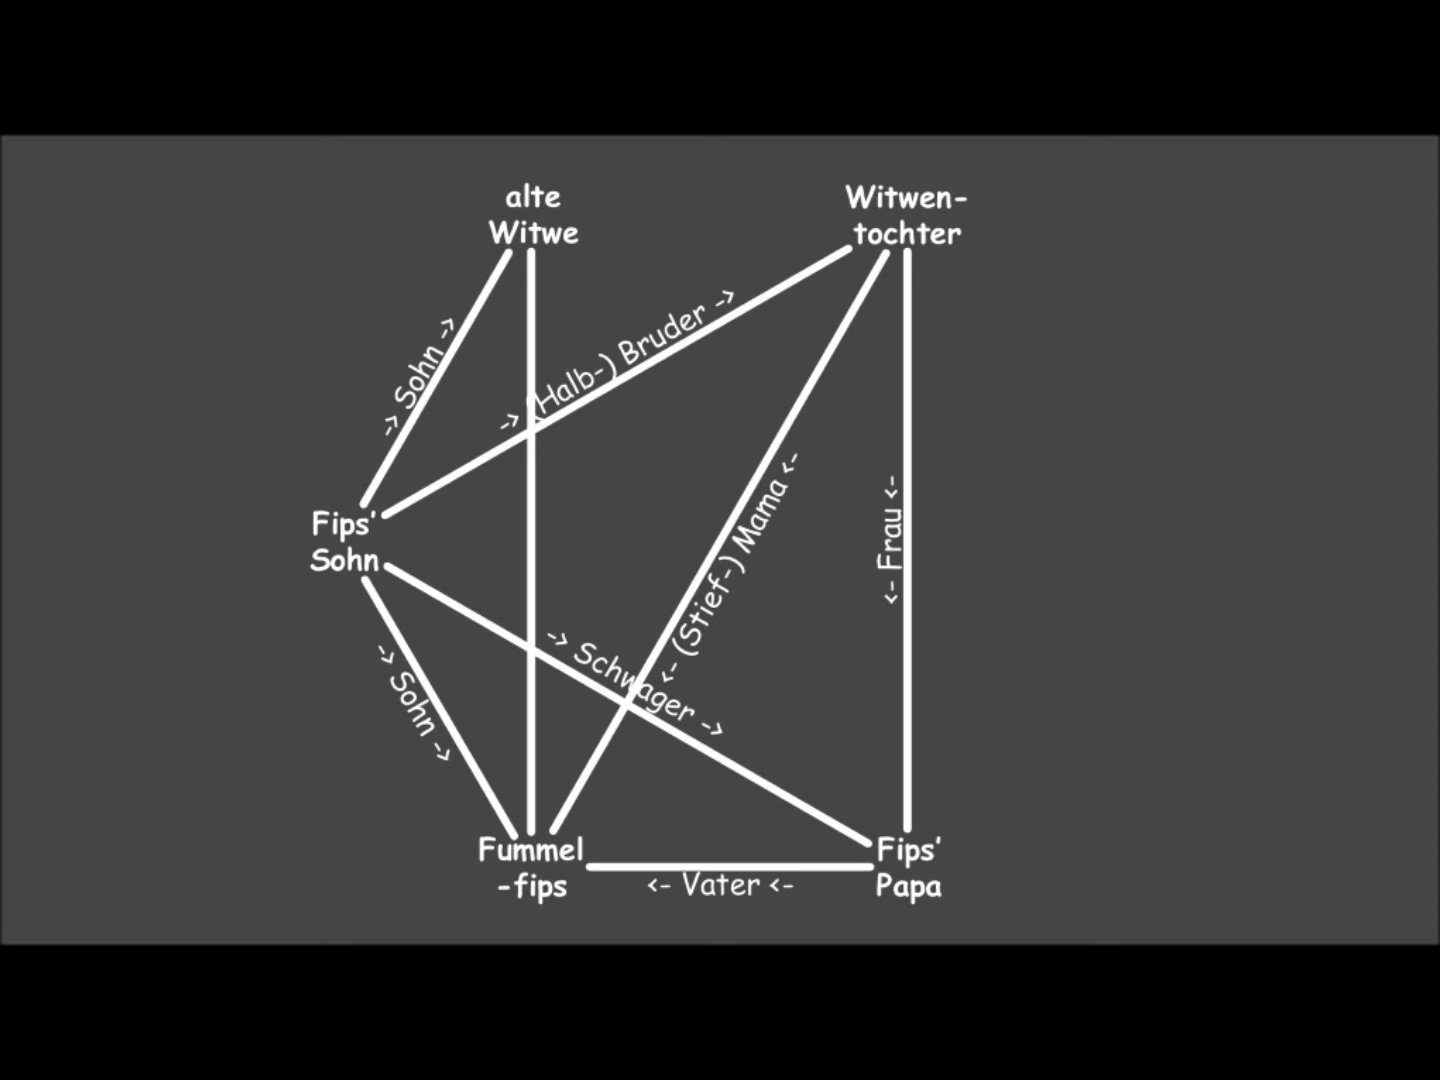 alte
Witwe
Witwen-
tochter
-> Sohn ->
-> (Halb-) Bruder ->
Fips'
Sohn
<- (Stief-) Mama <-
<- Frau <-
-> Schwager ->
-> Sohn ->
Fummel
-fips
<- Vater <-
Fips'
Papa